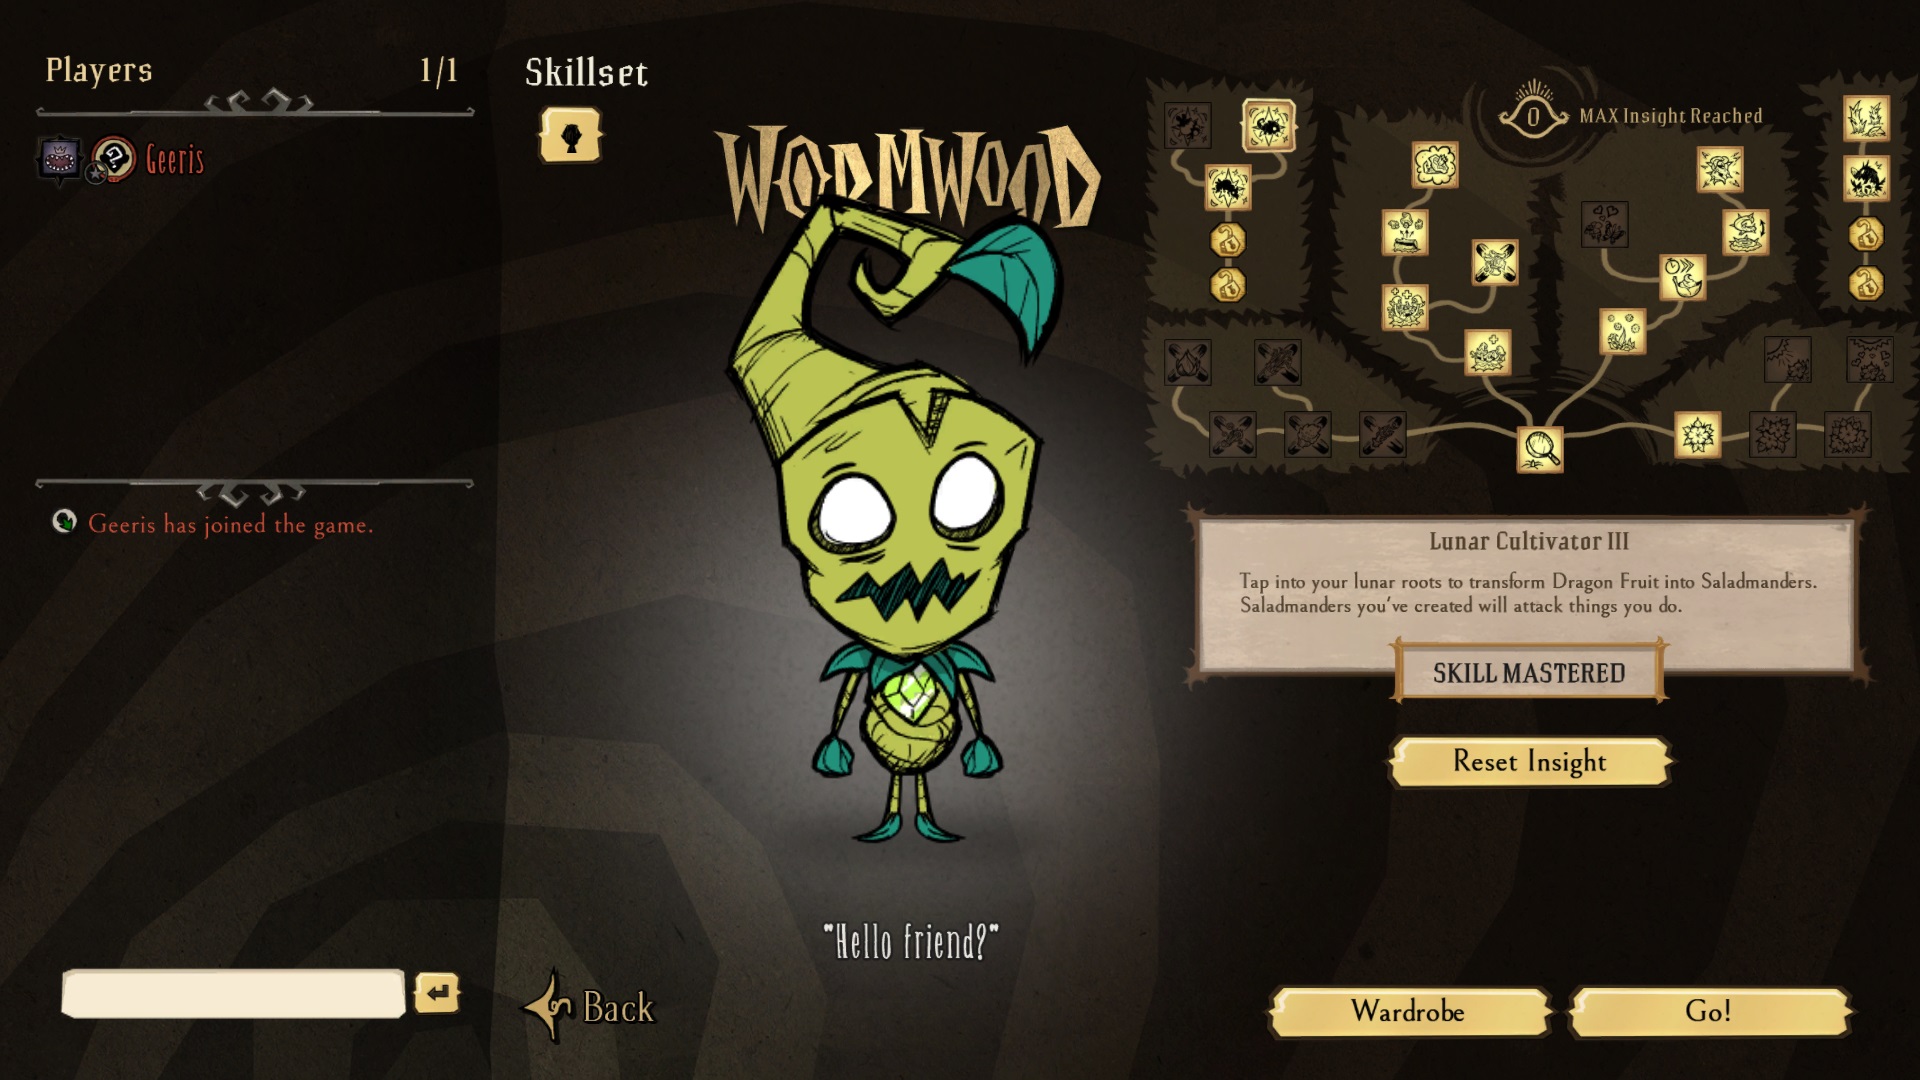 Players
1/1
Geeris
Geeris has joined the game.
Skillset
WORMWOOD
"Hello friend?"
Back
0
MAX Insight Reached
Lunar Cultivator III
Tap into your lunar roots to transform Dragon Fruit into Saladmanders.
Saladmanders you've created will attack things you do.
SKILL MASTERED
Reset Insight
Wardrobe
Go!